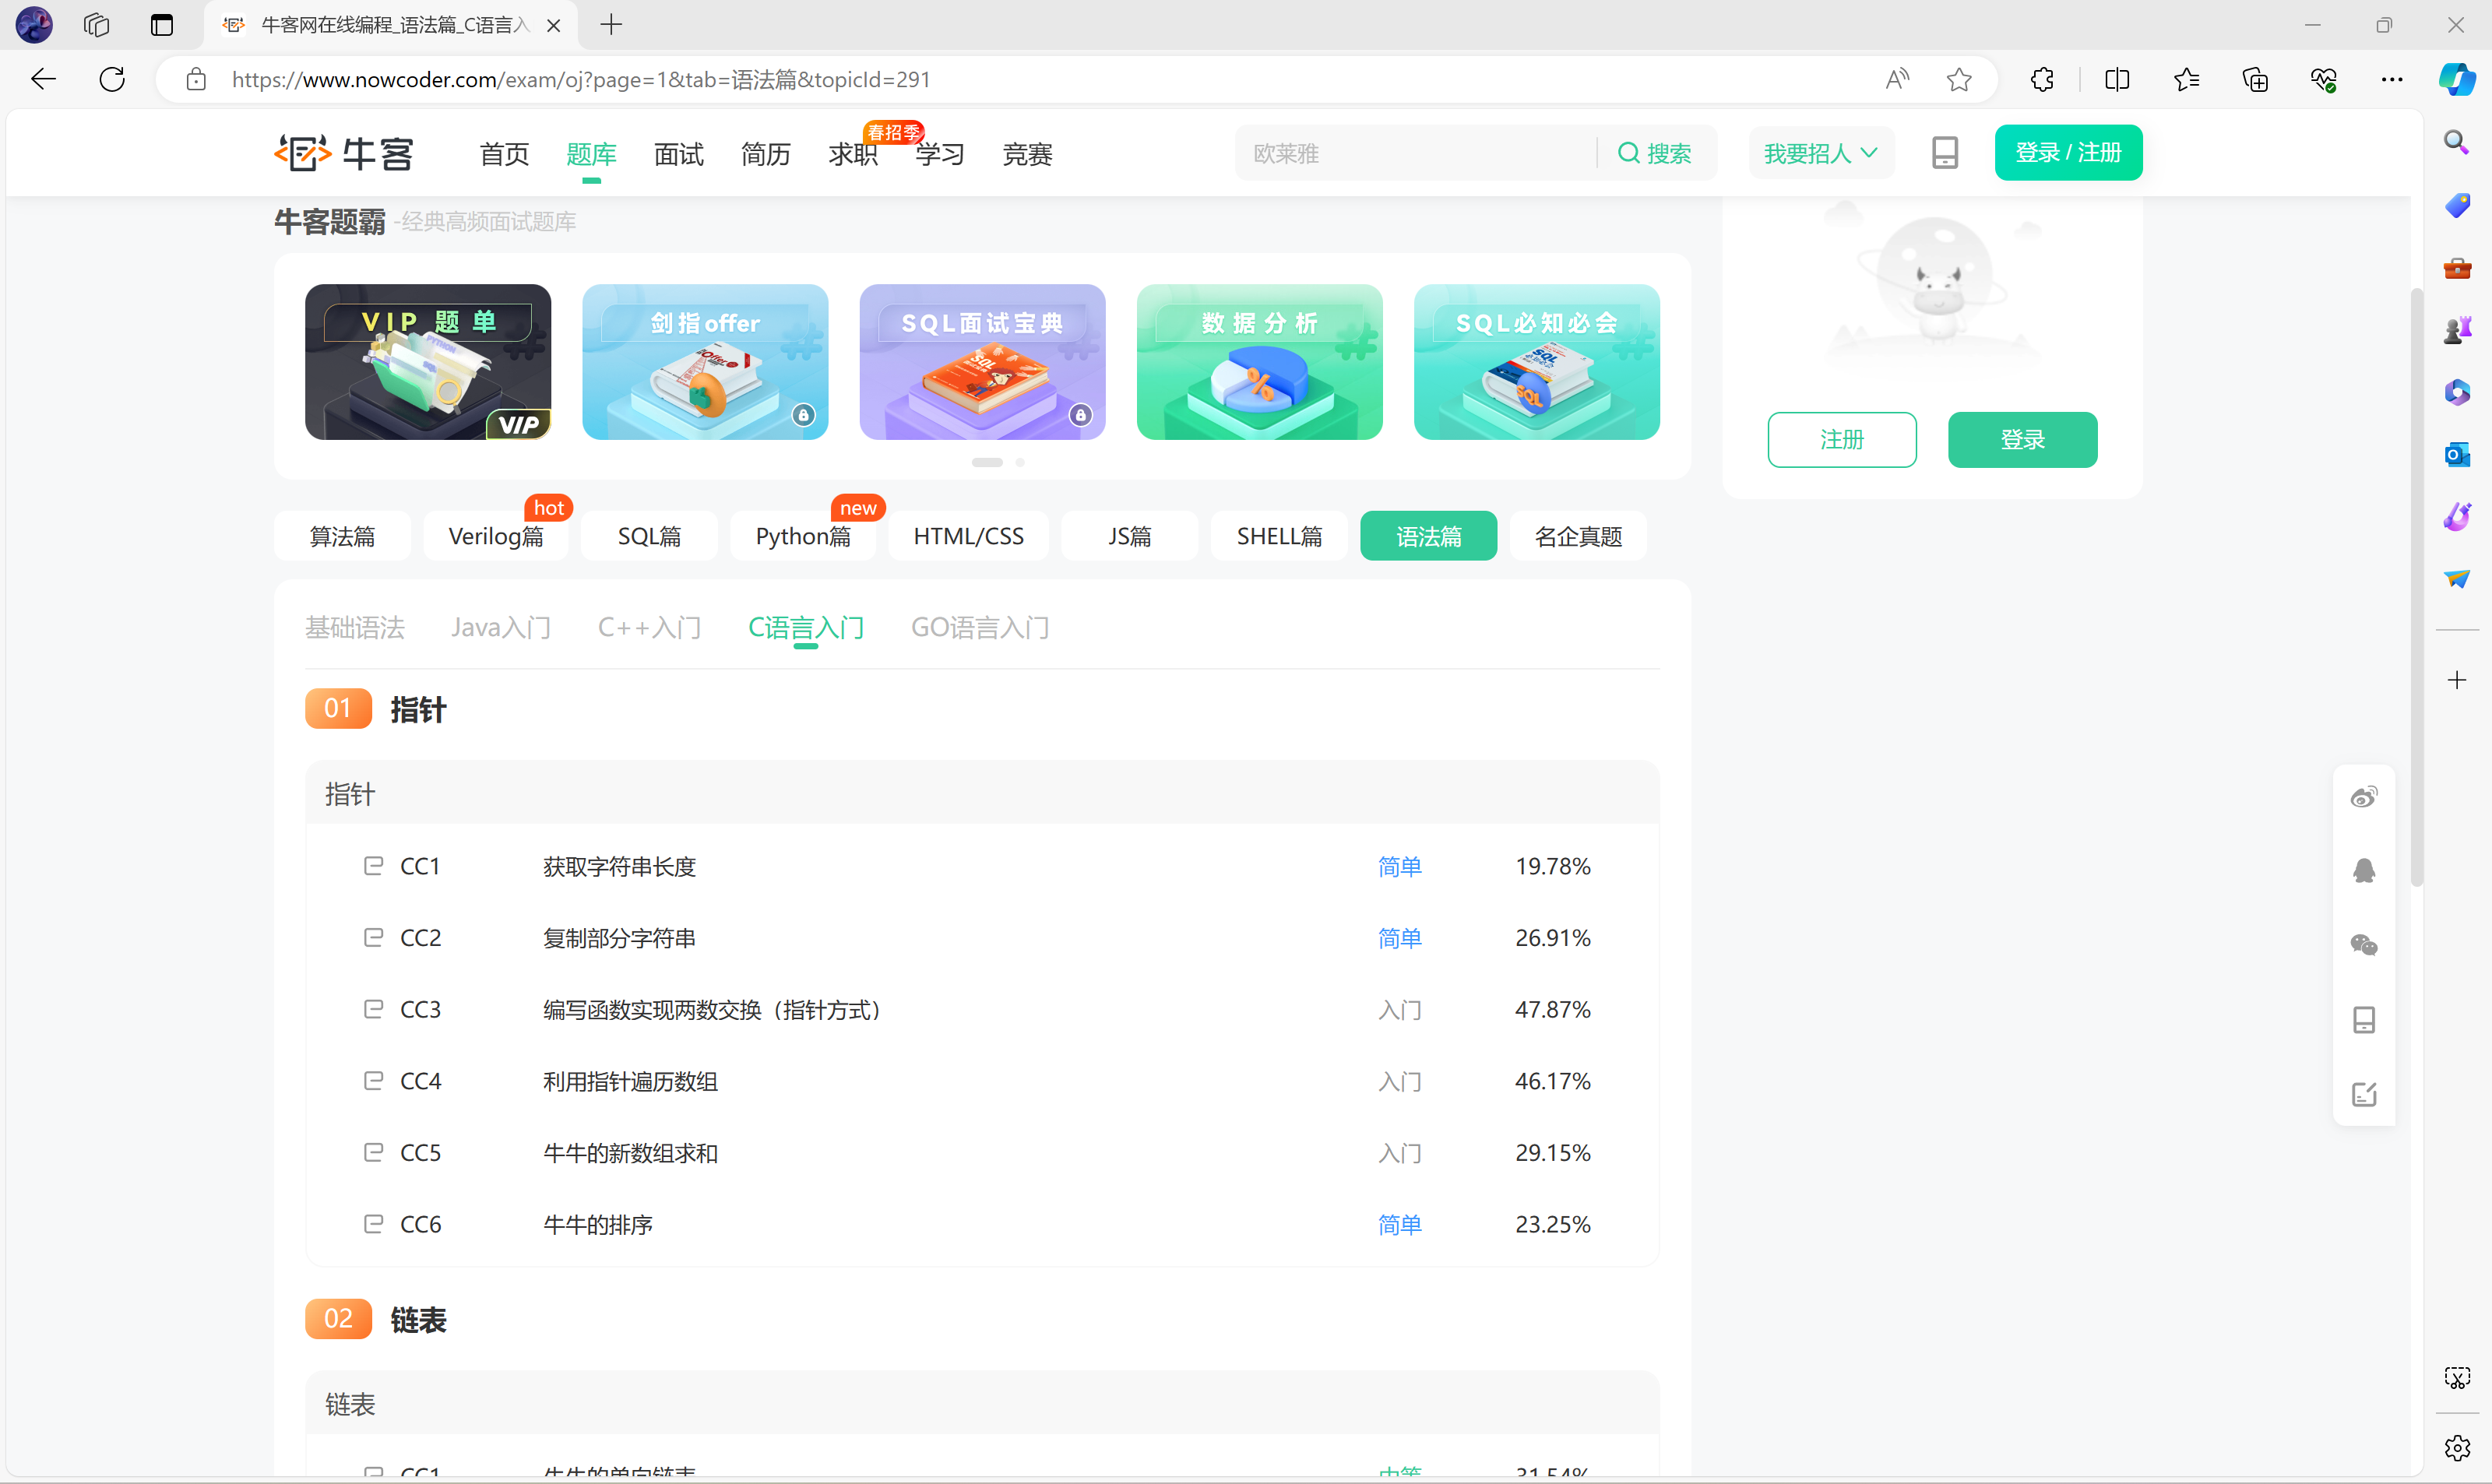 牛客网在线编程_语法篇_C语言入
https://www.nowcoder.com/exam/oj?page=1&tab=语法篇&topicId=291
牛客
首页 题库 面试 简历 求职 春招季 学习 竞赛
欧莱雅 搜索 我要招人 登录 / 注册
牛客题霸 -经典高频面试题库
VIP 题 单 剑指offer SQL面试宝典 数据分析 SQL必知必会
VIP
注册 登录
hot new
算法篇 Verilog篇 SQL篇 Python篇 HTML/CSS JS篇 SHELL篇 语法篇 名企真题
基础语法 Java入门 C++入门 C语言入门 GO语言入门
01 指针
指针
CC1 获取字符串长度 简单 19.78%
CC2 复制部分字符串 简单 26.91%
CC3 编写函数实现两数交换（指针方式） 入门 47.87%
CC4 利用指针遍历数组 入门 46.17%
CC5 牛牛的新数组求和 入门 29.15%
CC6 牛牛的排序 简单 23.25%
02 链表
链表
CC1 牛牛的单向链表 中等 31.54%